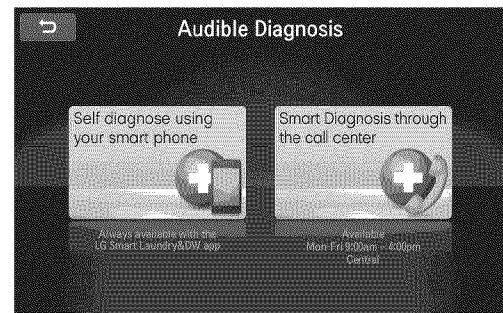 Audible Diagnosis
Self diagnose using
your smart phone
Smart Diagnosis through
the call center
Always available with the
LG Smart Laundry&DW app
Available
Mon-Fri 9:00am - 4:00pm
Central